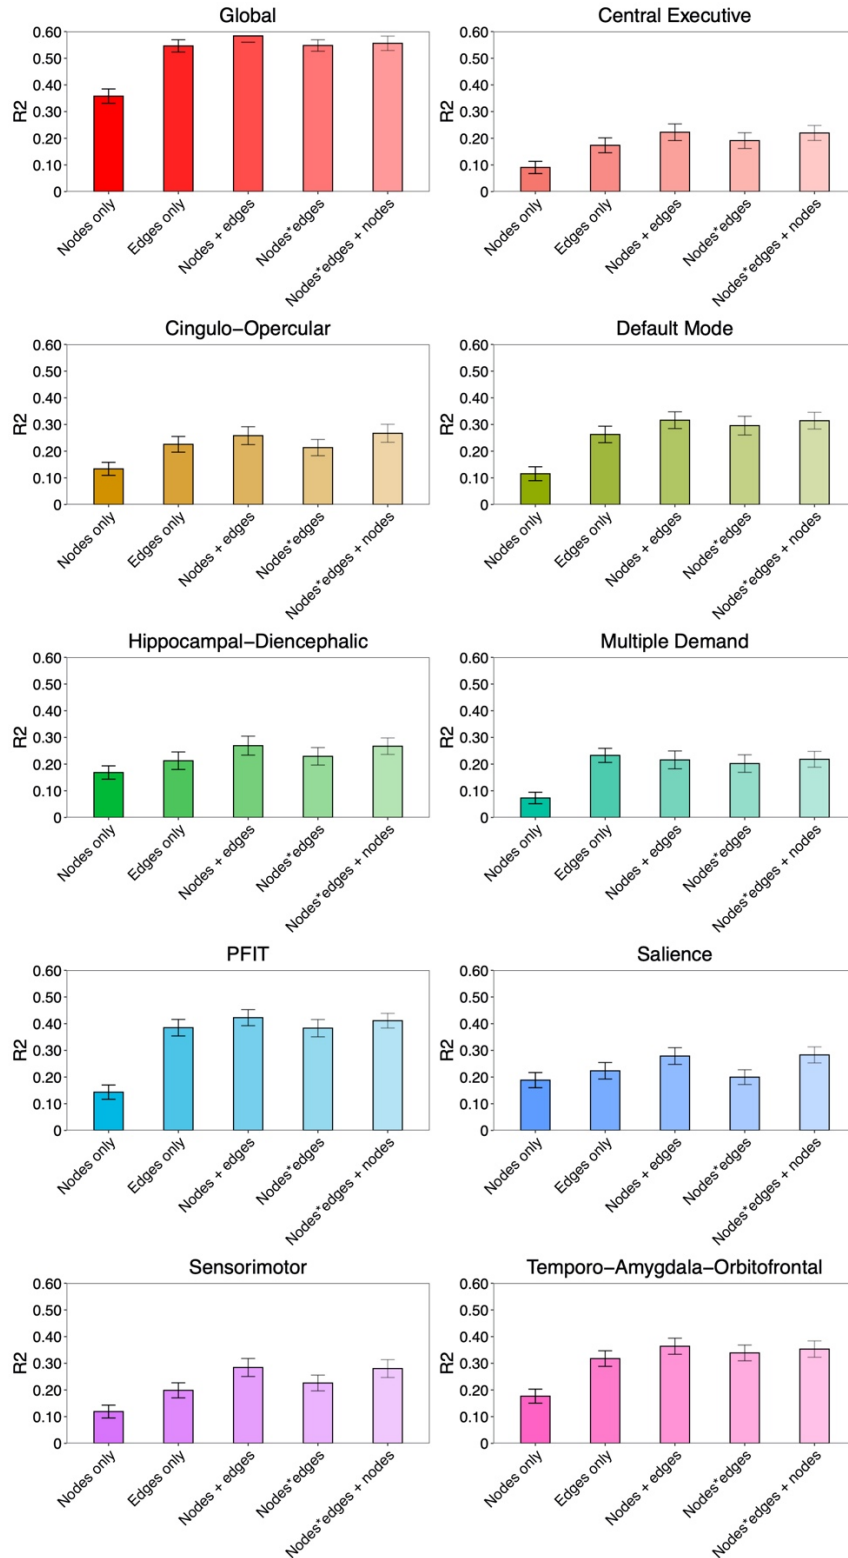 Global
R2
0.60
0.50
0.40
0.30
0.20
0.10
0
Nodes only
Edges only
Nodes + edges
Nodes*edges
Nodes*edges + nodes
Central Executive
R2
0.60
0.50
0.40
0.30
0.20
0.10
0
Nodes only
Edges only
Nodes + edges
Nodes*edges
Nodes*edges + nodes
Cingulo−Opercular
R2
0.60
0.50
0.40
0.30
0.20
0.10
0
Nodes only
Edges only
Nodes + edges
Nodes*edges
Nodes*edges + nodes
Default Mode
R2
0.60
0.50
0.40
0.30
0.20
0.10
0
Nodes only
Edges only
Nodes + edges
Nodes*edges
Nodes*edges + nodes
Hippocampal−Diencephalic
R2
0.60
0.50
0.40
0.30
0.20
0.10
0
Nodes only
Edges only
Nodes + edges
Nodes*edges
Nodes*edges + nodes
Multiple Demand
R2
0.60
0.50
0.40
0.30
0.20
0.10
0
Nodes only
Edges only
Nodes + edges
Nodes*edges
Nodes*edges + nodes
PFIT
R2
0.60
0.50
0.40
0.30
0.20
0.10
0
Nodes only
Edges only
Nodes + edges
Nodes*edges
Nodes*edges + nodes
Salience
R2
0.60
0.50
0.40
0.30
0.20
0.10
0
Nodes only
Edges only
Nodes + edges
Nodes*edges
Nodes*edges + nodes
Sensorimotor
R2
0.60
0.50
0.40
0.30
0.20
0.10
0
Nodes only
Edges only
Nodes + edges
Nodes*edges
Nodes*edges + nodes
Temporo−Amygdala−Orbitofrontal
R2
0.60
0.50
0.40
0.30
0.20
0.10
0
Nodes only
Edges only
Nodes + edges
Nodes*edges
Nodes*edges + nodes